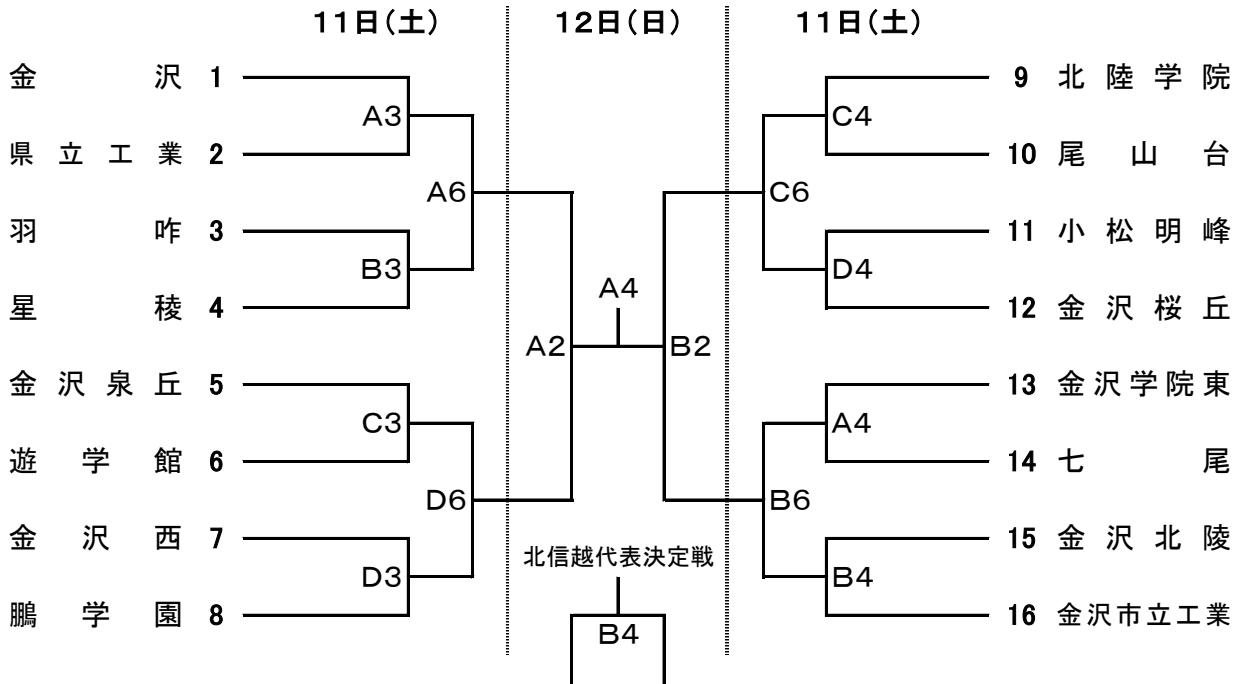 11日(土) 12日(日) 11日(土)
金沢 1 9 北陸学院
A3 C4
県立工業 2 10 尾山台
A6 C6
羽咋 3 11 小松明峰
B3 D4
A4
星稜 4 12 金沢桜丘
A2 B2
金沢泉丘 5 13 金沢学院東
C3 A4
遊学館 6 14 七尾
D6 B6
金沢西 7 15 金沢北陵
北信越代表決定戦
D3 B4
鵬学園 8 16 金沢市立工業
B4